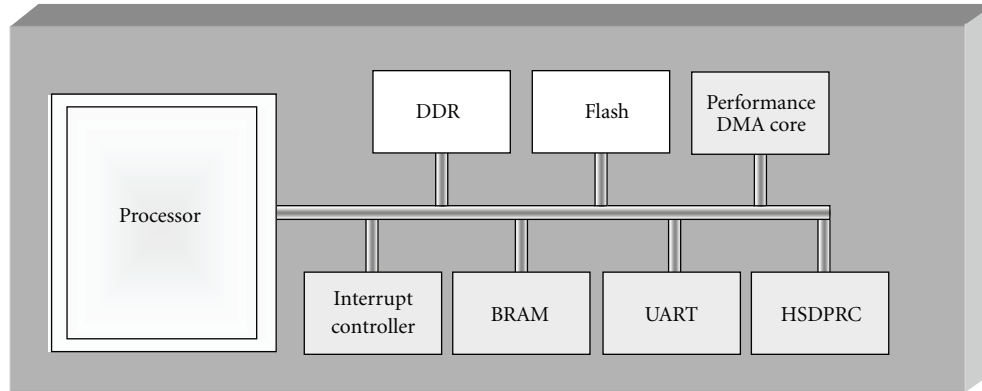 DDR
Flash
Performance
DMA core
Processor
Interrupt
controller
BRAM
UART
HSDPRC